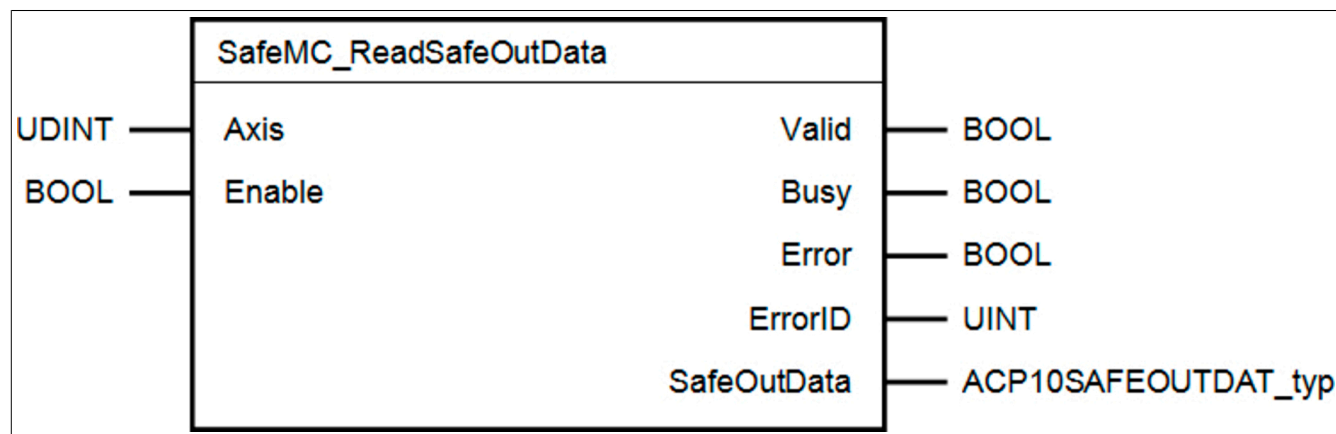 SafeMC_ReadSafeOutData
UDINT Axis Valid BOOL
BOOL Enable Busy BOOL
Error BOOL
ErrorID UINT
SafeOutData ACP10SAFEOUTDAT_typ